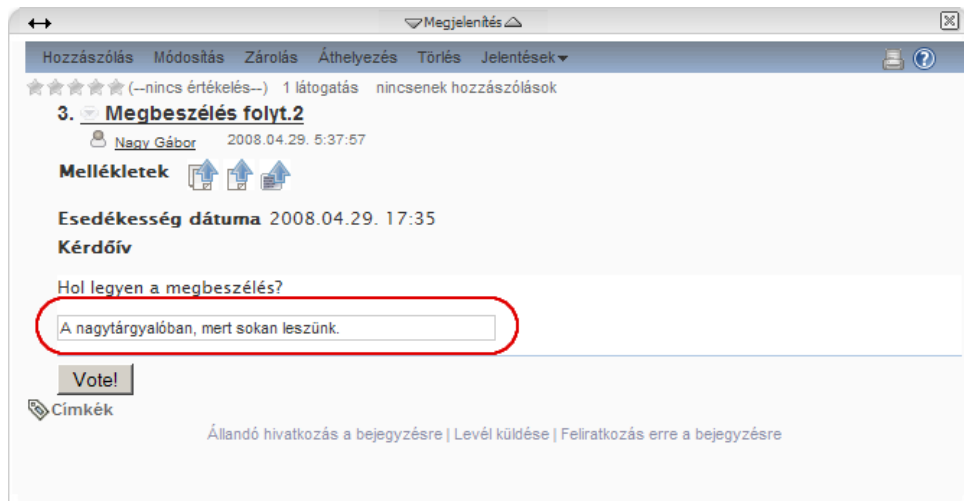 Megjelenítés
Hozzászólás Módosítás Zárolás Áthelyezés Törlés Jelentések
(--nincs értékelés--) 1 látogatás nincsenek hozzászólások
3. Megbeszélés folyt.2
Nagy Gábor 2008.04.29. 5:37:57
Mellékletek
Esedékesség dátuma 2008.04.29. 17:35
Kérdőív
Hol legyen a megbeszélés?
A nagytárgyalóban, mert sokan leszünk.
Vote!
Címkék
Állandó hivatkozás a bejegyzésre | Levél küldése | Feliratkozás erre a bejegyzésre